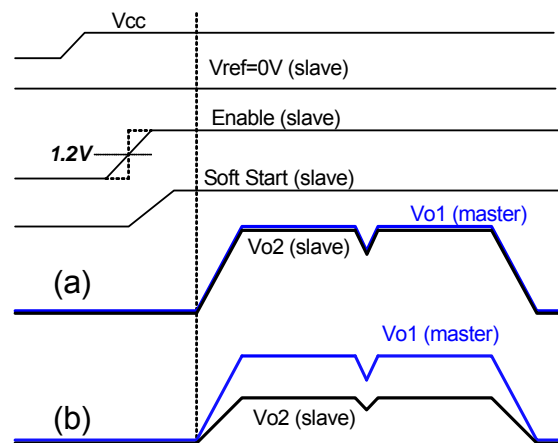 Vcc
Vref=0V (slave)
Enable (slave)
1.2V
Soft Start (slave)
Vo1 (master)
Vo2 (slave)
(a)
Vo1 (master)
(b)
Vo2 (slave)